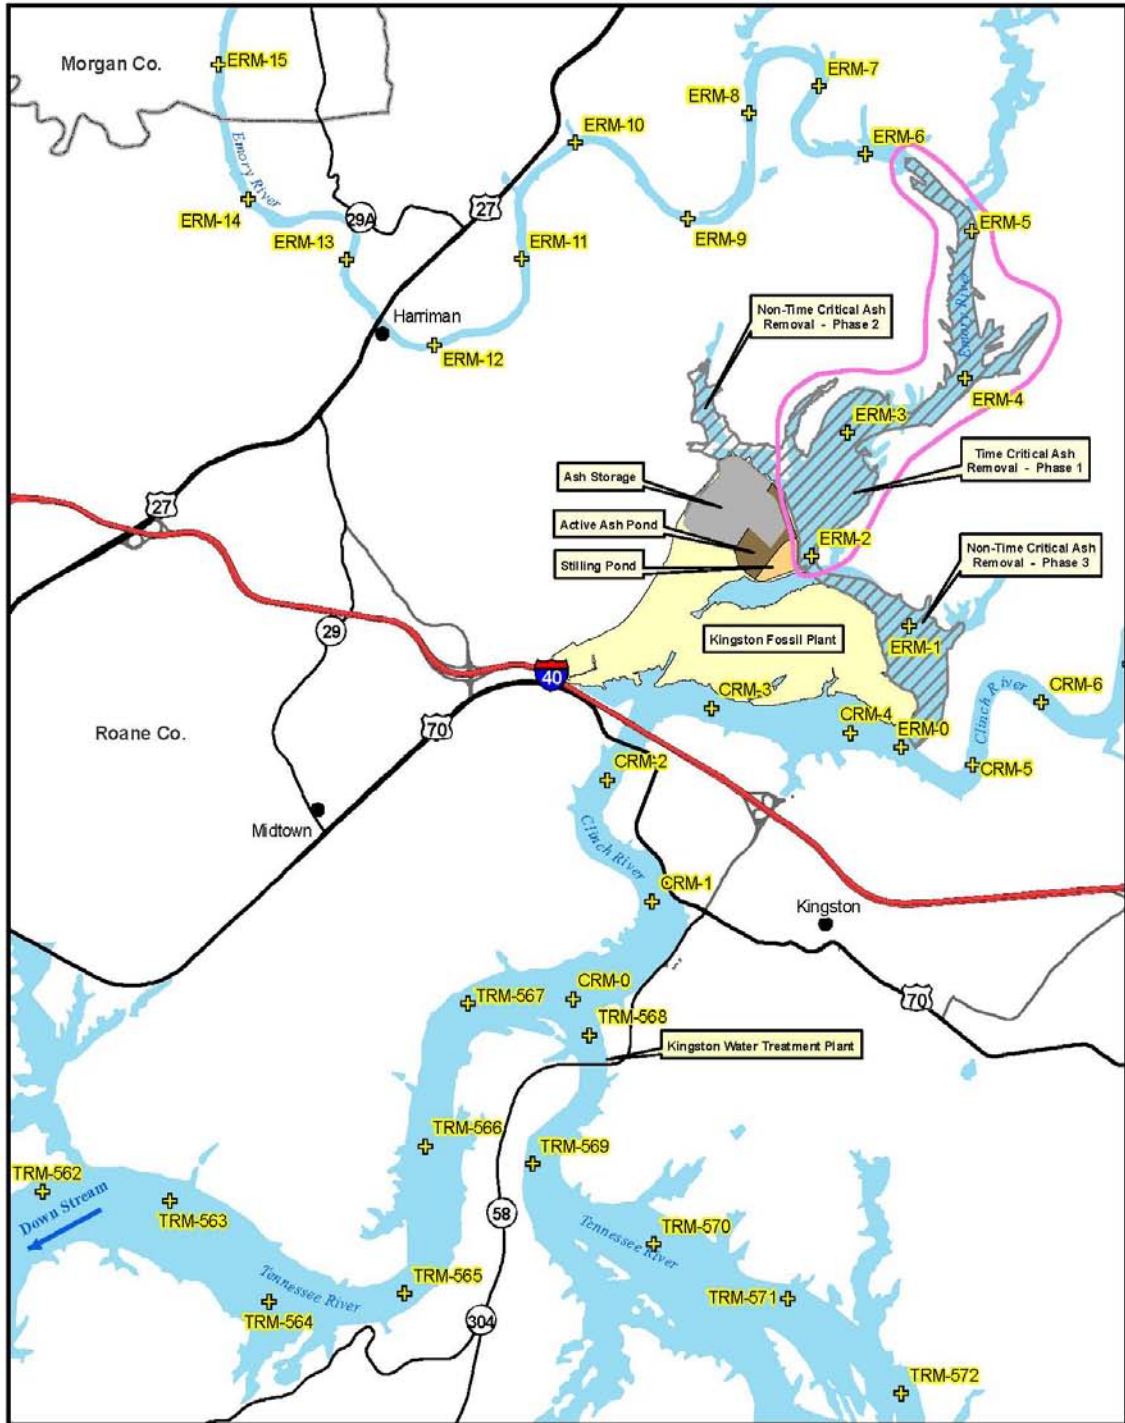 Morgan Co.
ERM-15
ERM-7
ERM-8
ERM-10
ERM-6
Emory River
ERM-14
29A
27
ERM-13
ERM-11
ERM-9
ERM-5
Harriman
ERM-12
Non-Time Critical Ash
Removal - Phase 2
Emory River
ERM-4
ERM-3
Time Critical Ash
Removal - Phase 1
Ash Storage
27
Active Ash Pond
ERM-2
Non-Time Critical Ash
Removal - Phase 3
Stilling Pond
Kingston Fossil Plant
ERM-1
29
40
CRM-3
Clinch River
CRM-6
Roane Co.
70
CRM-4
ERM-0
CRM-2
CRM-5
Midtown
Clinch River
CRM-1
Kingston
TRM-567
CRM-0
70
TRM-568
Kingston Water Treatment Plant
TRM-566
TRM-569
TRM-562
Down Stream
TRM-563
58
TRM-570
Tennessee River
Tennessee River
TRM-565
TRM-571
TRM-564
304
TRM-572